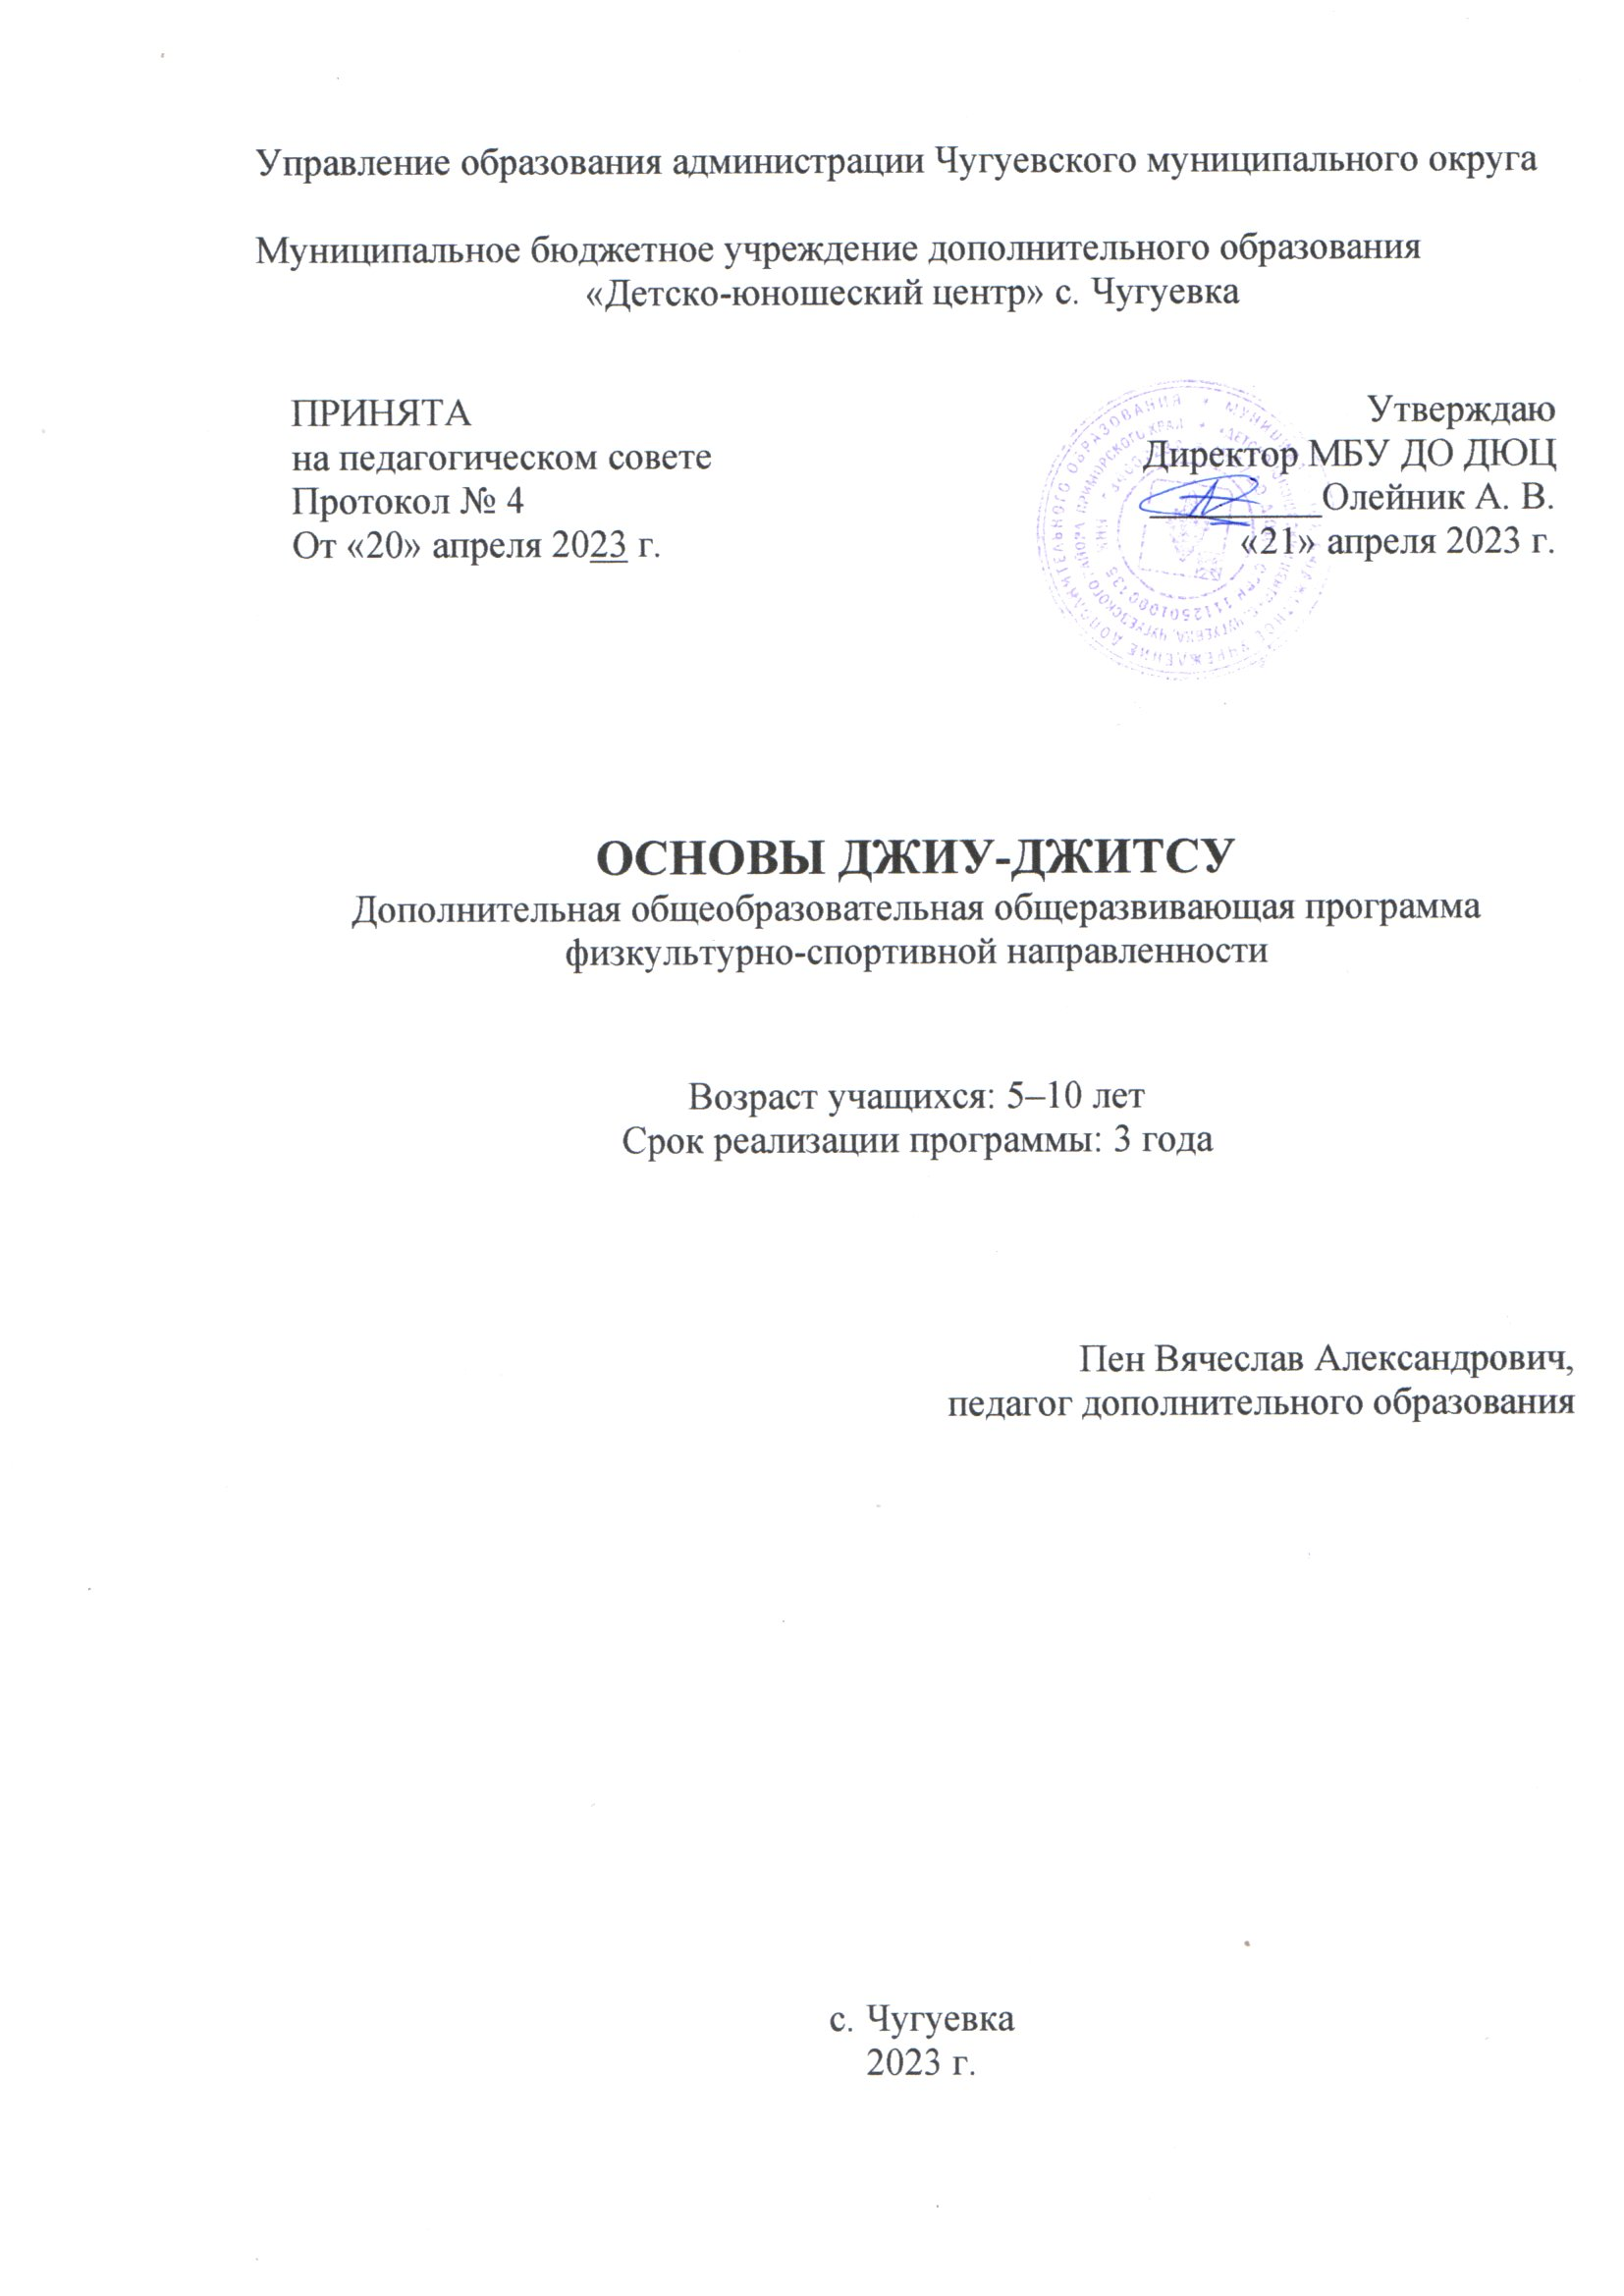 Управление образования администрации Чугуевского муниципального округа
Муниципальное бюджетное учреждение дополнительного образования
«Детско-юношеский центр» с. Чугуевка
ПРИНЯТА
на педагогическом совете
Протокол № 4
От «20» апреля 2023 г.
Утверждаю
Директор МБУ ДО ДЮЦ
Олейник А. В.
«21» апреля 2023 г.
ОСНОВЫ ДЖИУ-ДЖИТСУ
Дополнительная общеобразовательная общеразвивающая программа
физкультурно-спортивной направленности
Возраст учащихся: 5–10 лет
Срок реализации программы: 3 года
Пен Вячеслав Александрович,
педагог дополнительного образования
с. Чугуевка
2023 г.